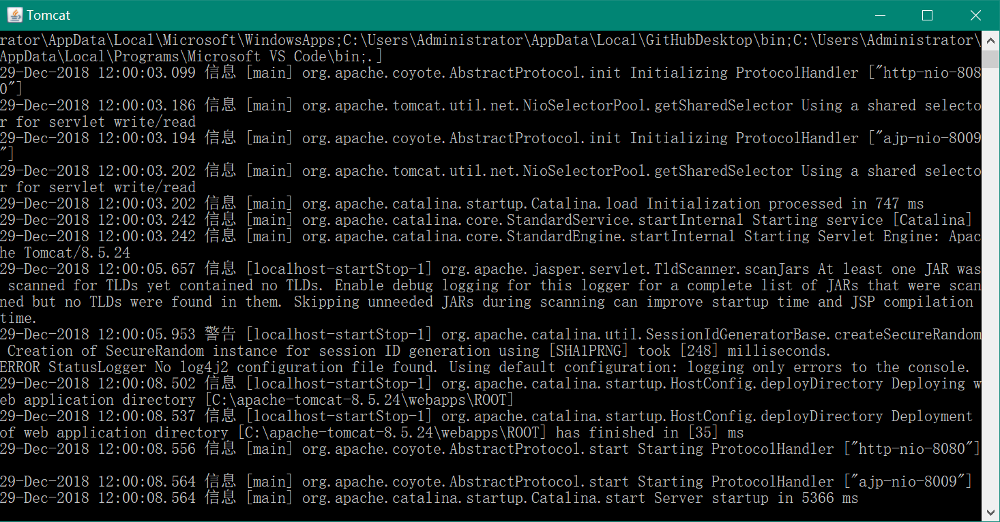 Tomcat
rator\AppData\Local\Microsoft\WindowsApps;C:\Users\Administrator\AppData\Local\GitHubDesktop\bin;C:\Users\Administrator\
AppData\Local\Programs\Microsoft VS Code\bin;.]
29-Dec-2018 12:00:03.099 信息 [main] org.apache.coyote.AbstractProtocol.init Initializing ProtocolHandler ["http-nio-808
0"]
29-Dec-2018 12:00:03.186 信息 [main] org.apache.tomcat.util.net.NioSelectorPool.getSharedSelector Using a shared selecto
r for servlet write/read
29-Dec-2018 12:00:03.194 信息 [main] org.apache.coyote.AbstractProtocol.init Initializing ProtocolHandler ["ajp-nio-8009
"]
29-Dec-2018 12:00:03.202 信息 [main] org.apache.tomcat.util.net.NioSelectorPool.getSharedSelector Using a shared selecto
r for servlet write/read
29-Dec-2018 12:00:03.202 信息 [main] org.apache.catalina.startup.Catalina.load Initialization processed in 747 ms
29-Dec-2018 12:00:03.242 信息 [main] org.apache.catalina.core.StandardService.startInternal Starting service [Catalina]
29-Dec-2018 12:00:03.242 信息 [main] org.apache.catalina.core.StandardEngine.startInternal Starting Servlet Engine: Apac
he Tomcat/8.5.24
29-Dec-2018 12:00:05.657 信息 [localhost-startStop-1] org.apache.jasper.servlet.TldScanner.scanJars At least one JAR was
 scanned for TLDs yet contained no TLDs. Enable debug logging for this logger for a complete list of JARs that were scan
ned but no TLDs were found in them. Skipping unneeded JARs during scanning can improve startup time and JSP compilation
time.
29-Dec-2018 12:00:05.953 警告 [localhost-startStop-1] org.apache.catalina.util.SessionIdGeneratorBase.createSecureRandom
 Creation of SecureRandom instance for session ID generation using [SHA1PRNG] took [248] milliseconds.
ERROR StatusLogger No log4j2 configuration file found. Using default configuration: logging only errors to the console.
29-Dec-2018 12:00:08.502 信息 [localhost-startStop-1] org.apache.catalina.startup.HostConfig.deployDirectory Deploying w
eb application directory [C:\apache-tomcat-8.5.24\webapps\ROOT]
29-Dec-2018 12:00:08.537 信息 [localhost-startStop-1] org.apache.catalina.startup.HostConfig.deployDirectory Deployment
of web application directory [C:\apache-tomcat-8.5.24\webapps\ROOT] has finished in [35] ms
29-Dec-2018 12:00:08.556 信息 [main] org.apache.coyote.AbstractProtocol.start Starting ProtocolHandler ["http-nio-8080"]
29-Dec-2018 12:00:08.564 信息 [main] org.apache.coyote.AbstractProtocol.start Starting ProtocolHandler ["ajp-nio-8009"]
29-Dec-2018 12:00:08.564 信息 [main] org.apache.catalina.startup.Catalina.start Server startup in 5366 ms